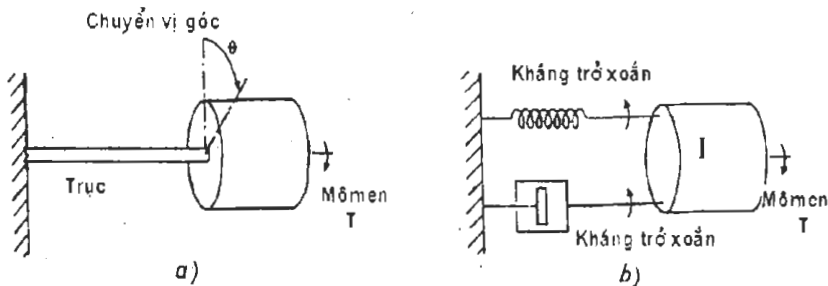 Chuyển vị góc
θ
Trục
Mômen
T
a)
Kháng trở xoắn
I
Mômen
T
Kháng trở xoắn
b)